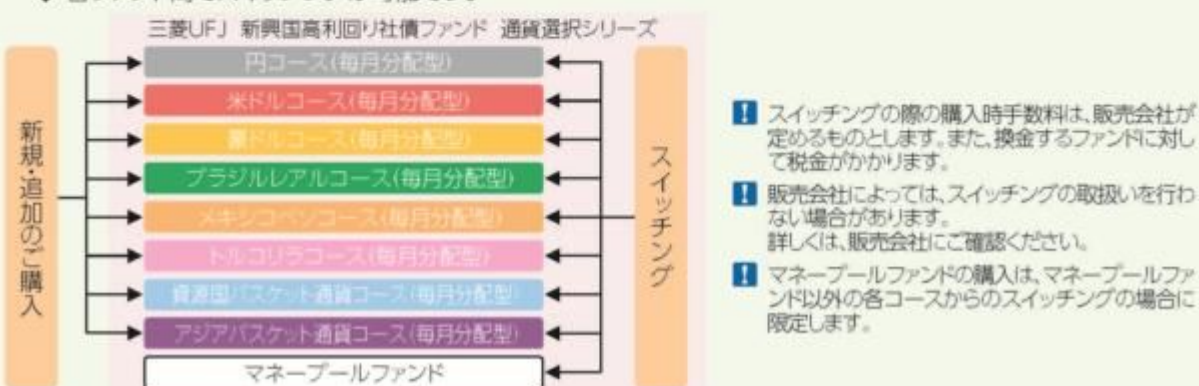 三菱UFJ 新興国高利回り社債ファンド 通貨選択シリーズ
新規・追加のご購入
円コース(毎月分配型)
米ドルコース(毎月分配型)
豪ドルコース(毎月分配型)
ブラジルレアルコース(毎月分配型)
メキシコペソコース(毎月分配型)
トルコリラコース(毎月分配型)
資源国バスケット通貨コース(毎月分配型)
アジアバスケット通貨コース(毎月分配型)
マネープールファンド
スイッチング
スイッチングの際の購入時手数料は、販売会社が
定めるものとします。また、換金するファンドに対し
て税金がかかります。
販売会社によっては、スイッチングの取扱いを行わ
ない場合があります。
詳しくは、販売会社にご確認ください。
マネープールファンドの購入は、マネープールファ
ンド以外の各コースからのスイッチングの場合に
限定します。